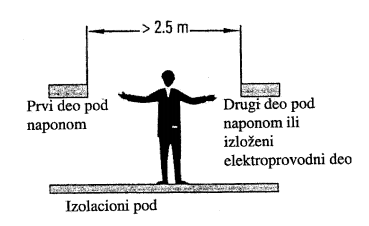 > 2.5 m
Prvi deo pod
naponom
Drugi deo pod
naponom ili
izloženi
elektroprovodni deo
Izolacioni pod